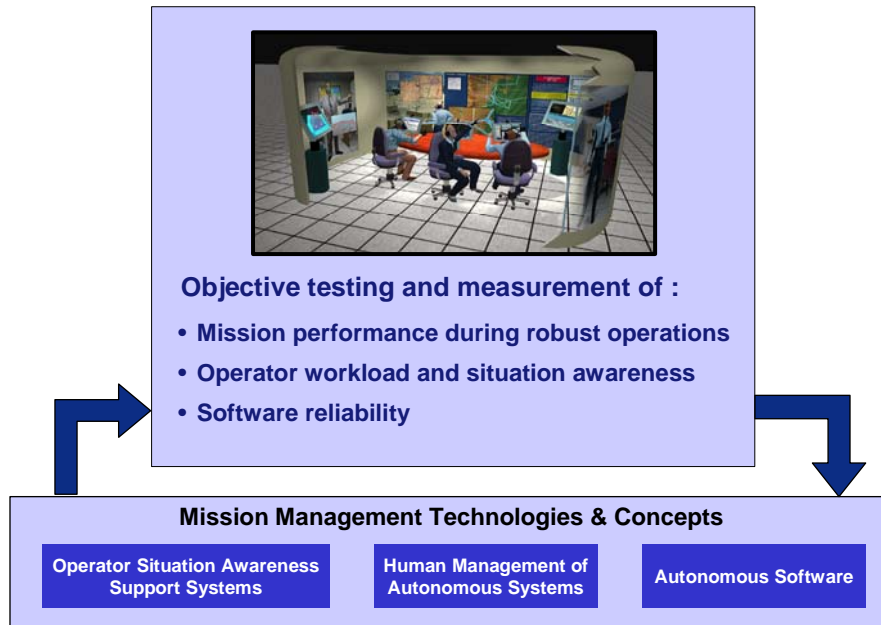 Objective testing and measurement of :
• Mission performance during robust operations
• Operator workload and situation awareness
• Software reliability
Mission Management Technologies & Concepts
Operator Situation Awareness
Support Systems
Human Management of
Autonomous Systems
Autonomous Software